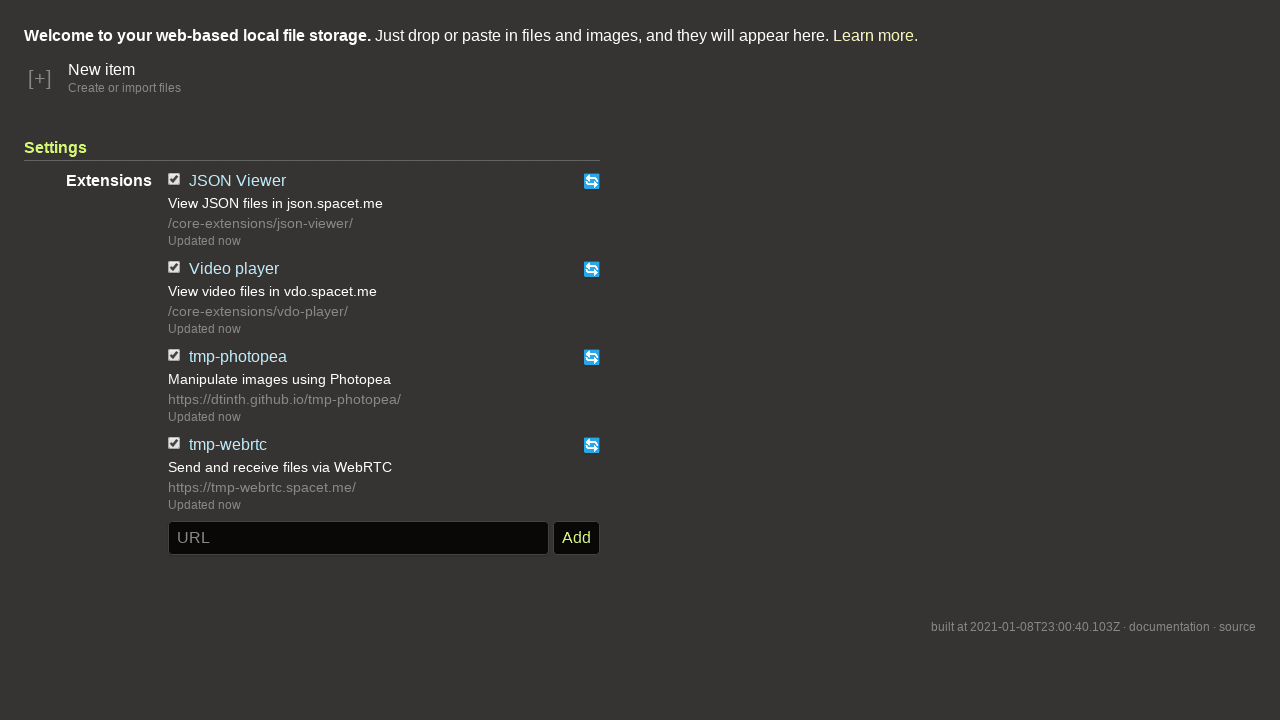 Welcome to your web-based local file storage. Just drop or paste in files and images, and they will appear here. Learn more.
[+]
New item
Create or import files
Settings
Extensions
JSON Viewer
View JSON files in json.spacet.me
/core-extensions/json-viewer/
Updated now
Video player
View video files in vdo.spacet.me
/core-extensions/vdo-player/
Updated now
tmp-photopea
Manipulate images using Photopea
https://dtinth.github.io/tmp-photopea/
Updated now
tmp-webrtc
Send and receive files via WebRTC
https://tmp-webrtc.spacet.me/
Updated now
URL
Add
built at 2021-01-08T23:00:40.103Z · documentation · source